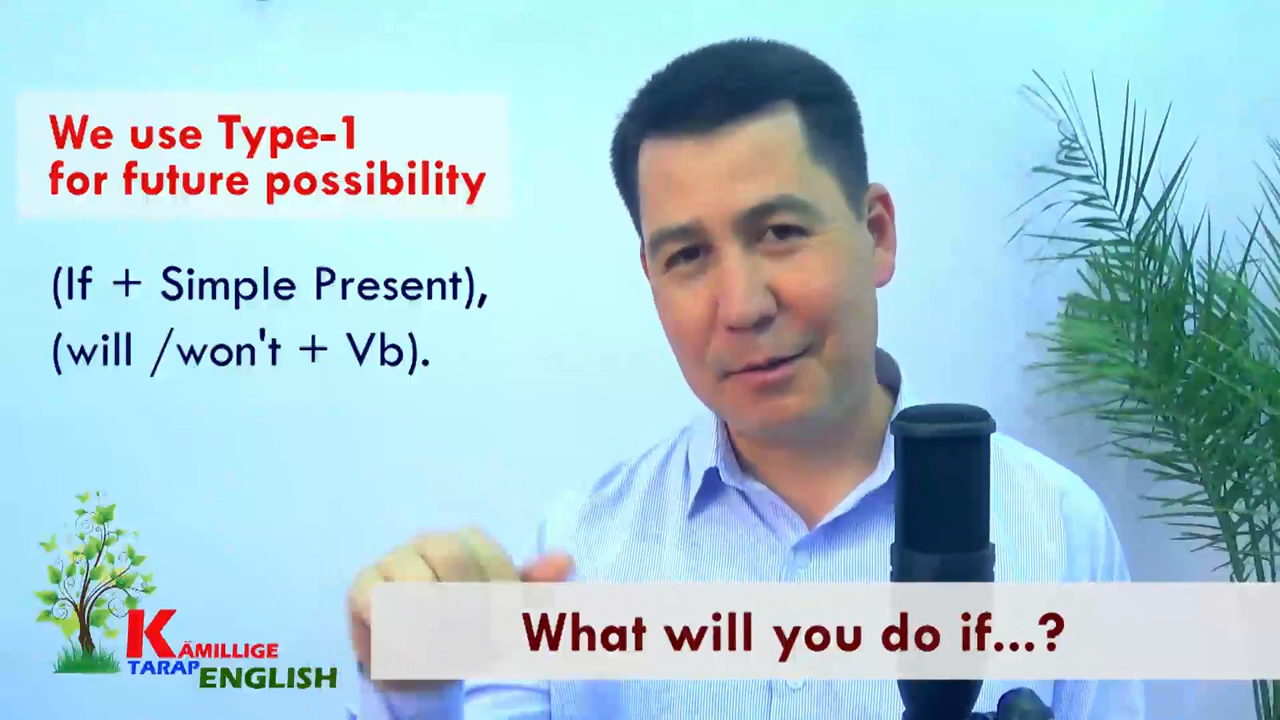 We use Type-1
for future possibility
(If + Simple Present),
(will /won't + Vb).
KÄMILLIGE
TARAP
ENGLISH
What will you do if...?